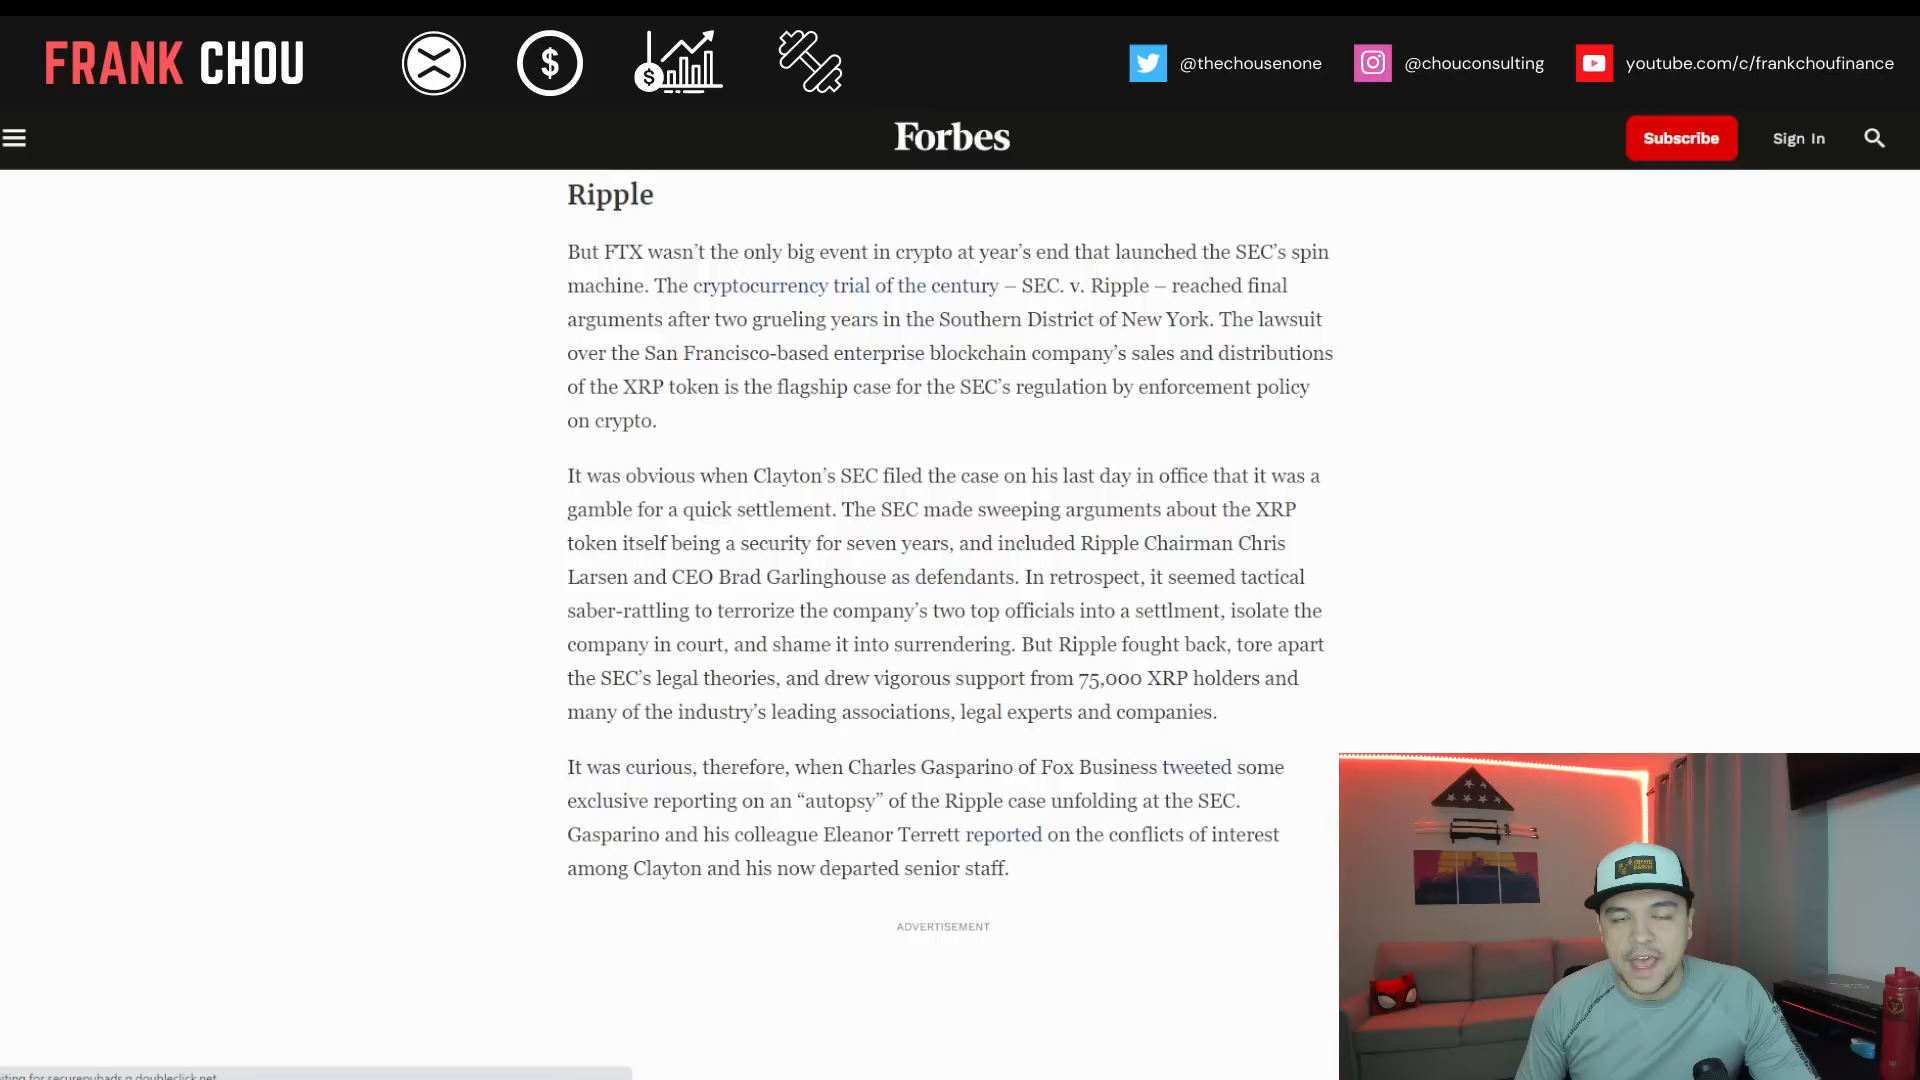 FRANK CHOU
@thechousenone
@chouconsulting
youtube.com/c/frankchoufinance
Forbes
Subscribe
Sign In
Ripple
But FTX wasn’t the only big event in crypto at year’s end that launched the SEC’s spin
machine. The cryptocurrency trial of the century – SEC. v. Ripple – reached final
arguments after two grueling years in the Southern District of New York. The lawsuit
over the San Francisco-based enterprise blockchain company’s sales and distributions
of the XRP token is the flagship case for the SEC’s regulation by enforcement policy
on crypto.
It was obvious when Clayton’s SEC filed the case on his last day in office that it was a
gamble for a quick settlement. The SEC made sweeping arguments about the XRP
token itself being a security for seven years, and included Ripple Chairman Chris
Larsen and CEO Brad Garlinghouse as defendants. In retrospect, it seemed tactical
saber-rattling to terrorize the company’s two top officials into a settlment, isolate the
company in court, and shame it into surrendering. But Ripple fought back, tore apart
the SEC’s legal theories, and drew vigorous support from 75,000 XRP holders and
many of the industry’s leading associations, legal experts and companies.
It was curious, therefore, when Charles Gasparino of Fox Business tweeted some
exclusive reporting on an “autopsy” of the Ripple case unfolding at the SEC.
Gasparino and his colleague Eleanor Terrett reported on the conflicts of interest
among Clayton and his now departed senior staff.
ADVERTISEMENT
for securepubads.g.doubleclick.net